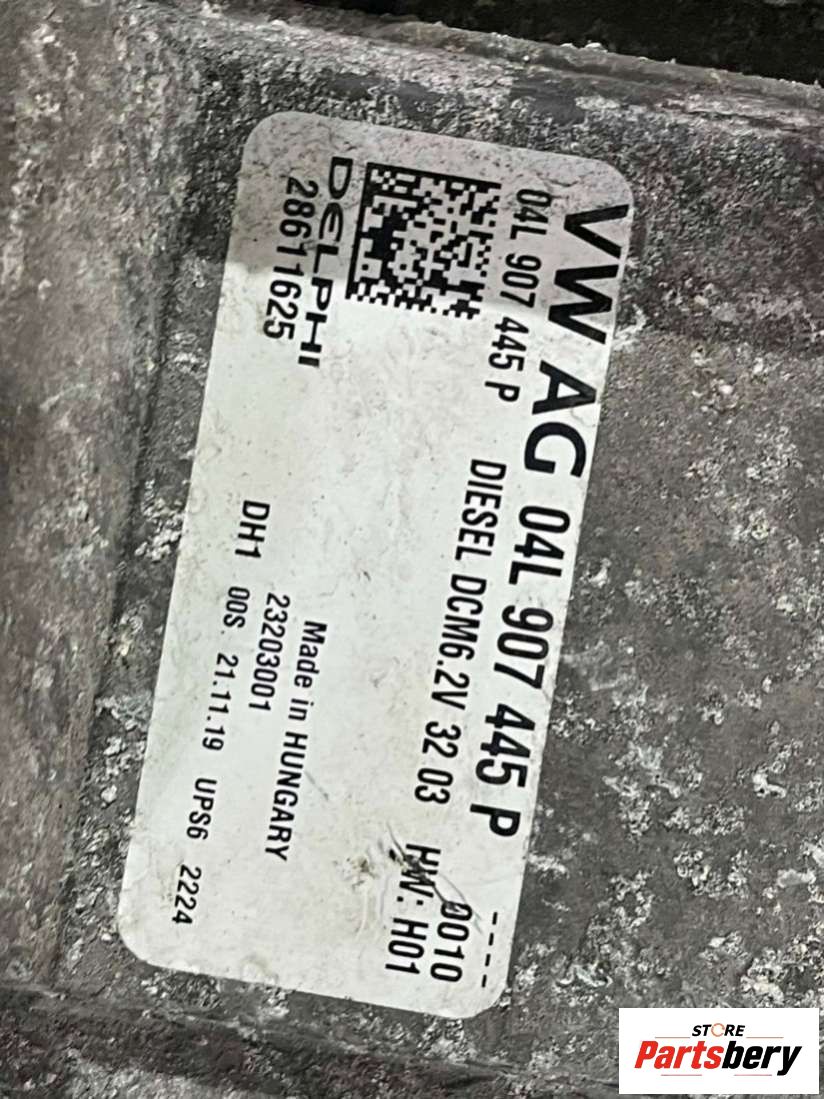 VW AG 04L 907 445 P ----
04L 907 445 P DIESEL DCM6.2V 32 03 0010
HW: H01
DELPHI
28611625
Made in HUNGARY
23203001
DH1 00S. 21.11.19 UPS6 2224
STORE
Partsbery